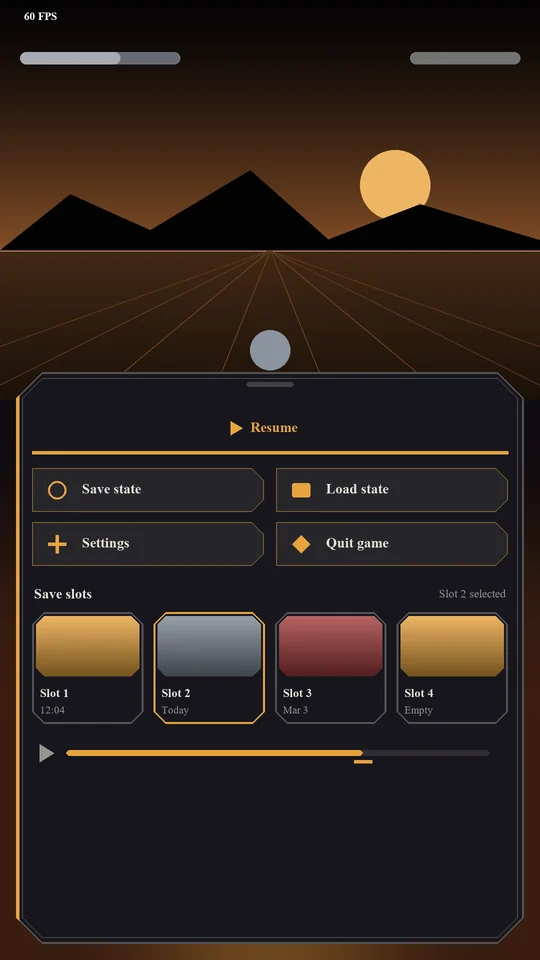 60 FPS
Resume
Save state
Load state
Settings
Quit game
Save slots
Slot 2 selected
Slot 1
12:04
Slot 2
Today
Slot 3
Mar 3
Slot 4
Empty